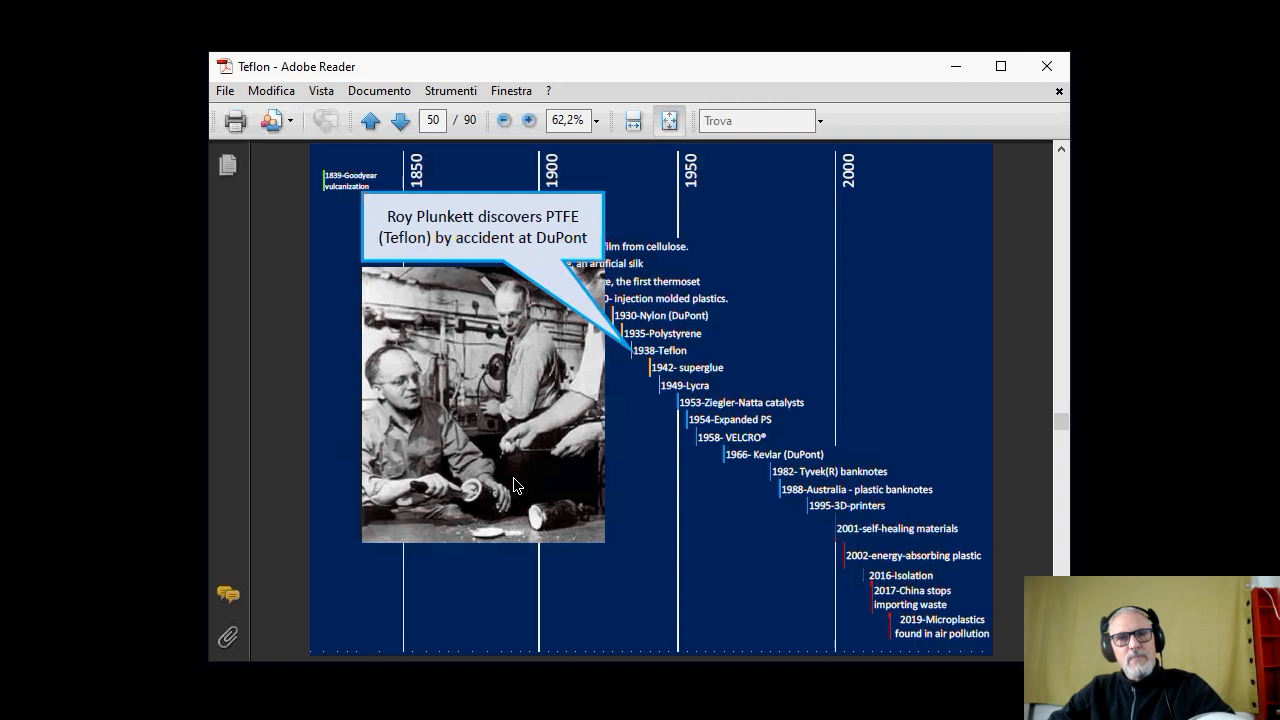 Teflon - Adobe Reader
File Modifica Vista Documento Strumenti Finestra ?
50 / 90 62,2% Trova
1850
1900
1950
2000
1839-Goodyear
vulcanization
Roy Plunkett discovers PTFE
(Teflon) by accident at DuPont
film from cellulose.
, an artificial silk
, the first thermoset
0- injection molded plastics.
1930-Nylon (DuPont)
1935-Polystyrene
1938-Teflon
1942- superglue
1949-Lycra
1953-Ziegler-Natta catalysts
1954-Expanded PS
1958- VELCRO®
1966- Kevlar (DuPont)
1982- Tyvek(R) banknotes
1988-Australia - plastic banknotes
1995-3D-printers
2001-self-healing materials
2002-energy-absorbing plastic
2016-Isolation
2017-China stops
importing waste
2019-Microplastics
found in air pollution